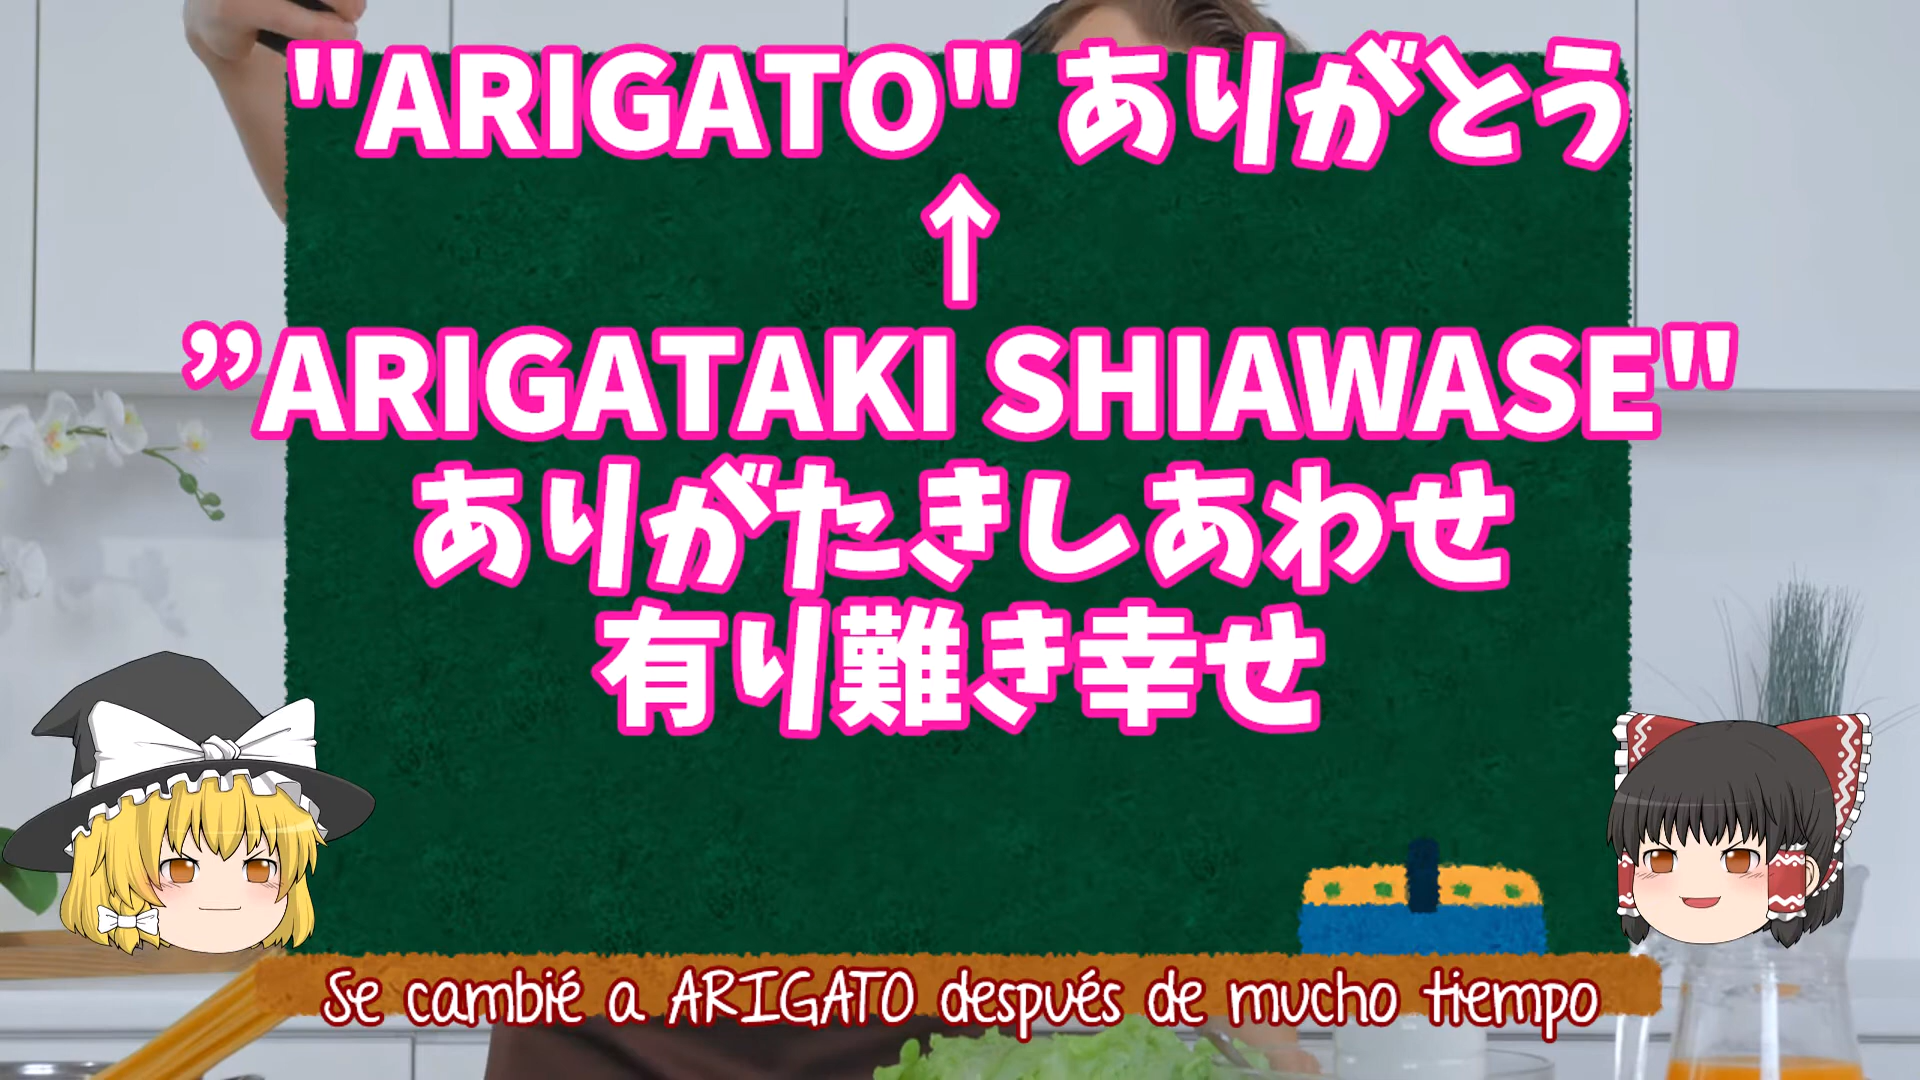 "ARIGATO" ありがとう
↑
”ARIGATAKI SHIAWASE"
ありがたきしあわせ
有り難き幸せ
Se cambié a ARIGATO después de mucho tiempo